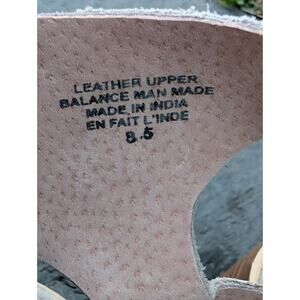 LEATHER UPPER
BALANCE MAN MADE
MADE IN INDIA
EN FAIT L'INDE
8.5